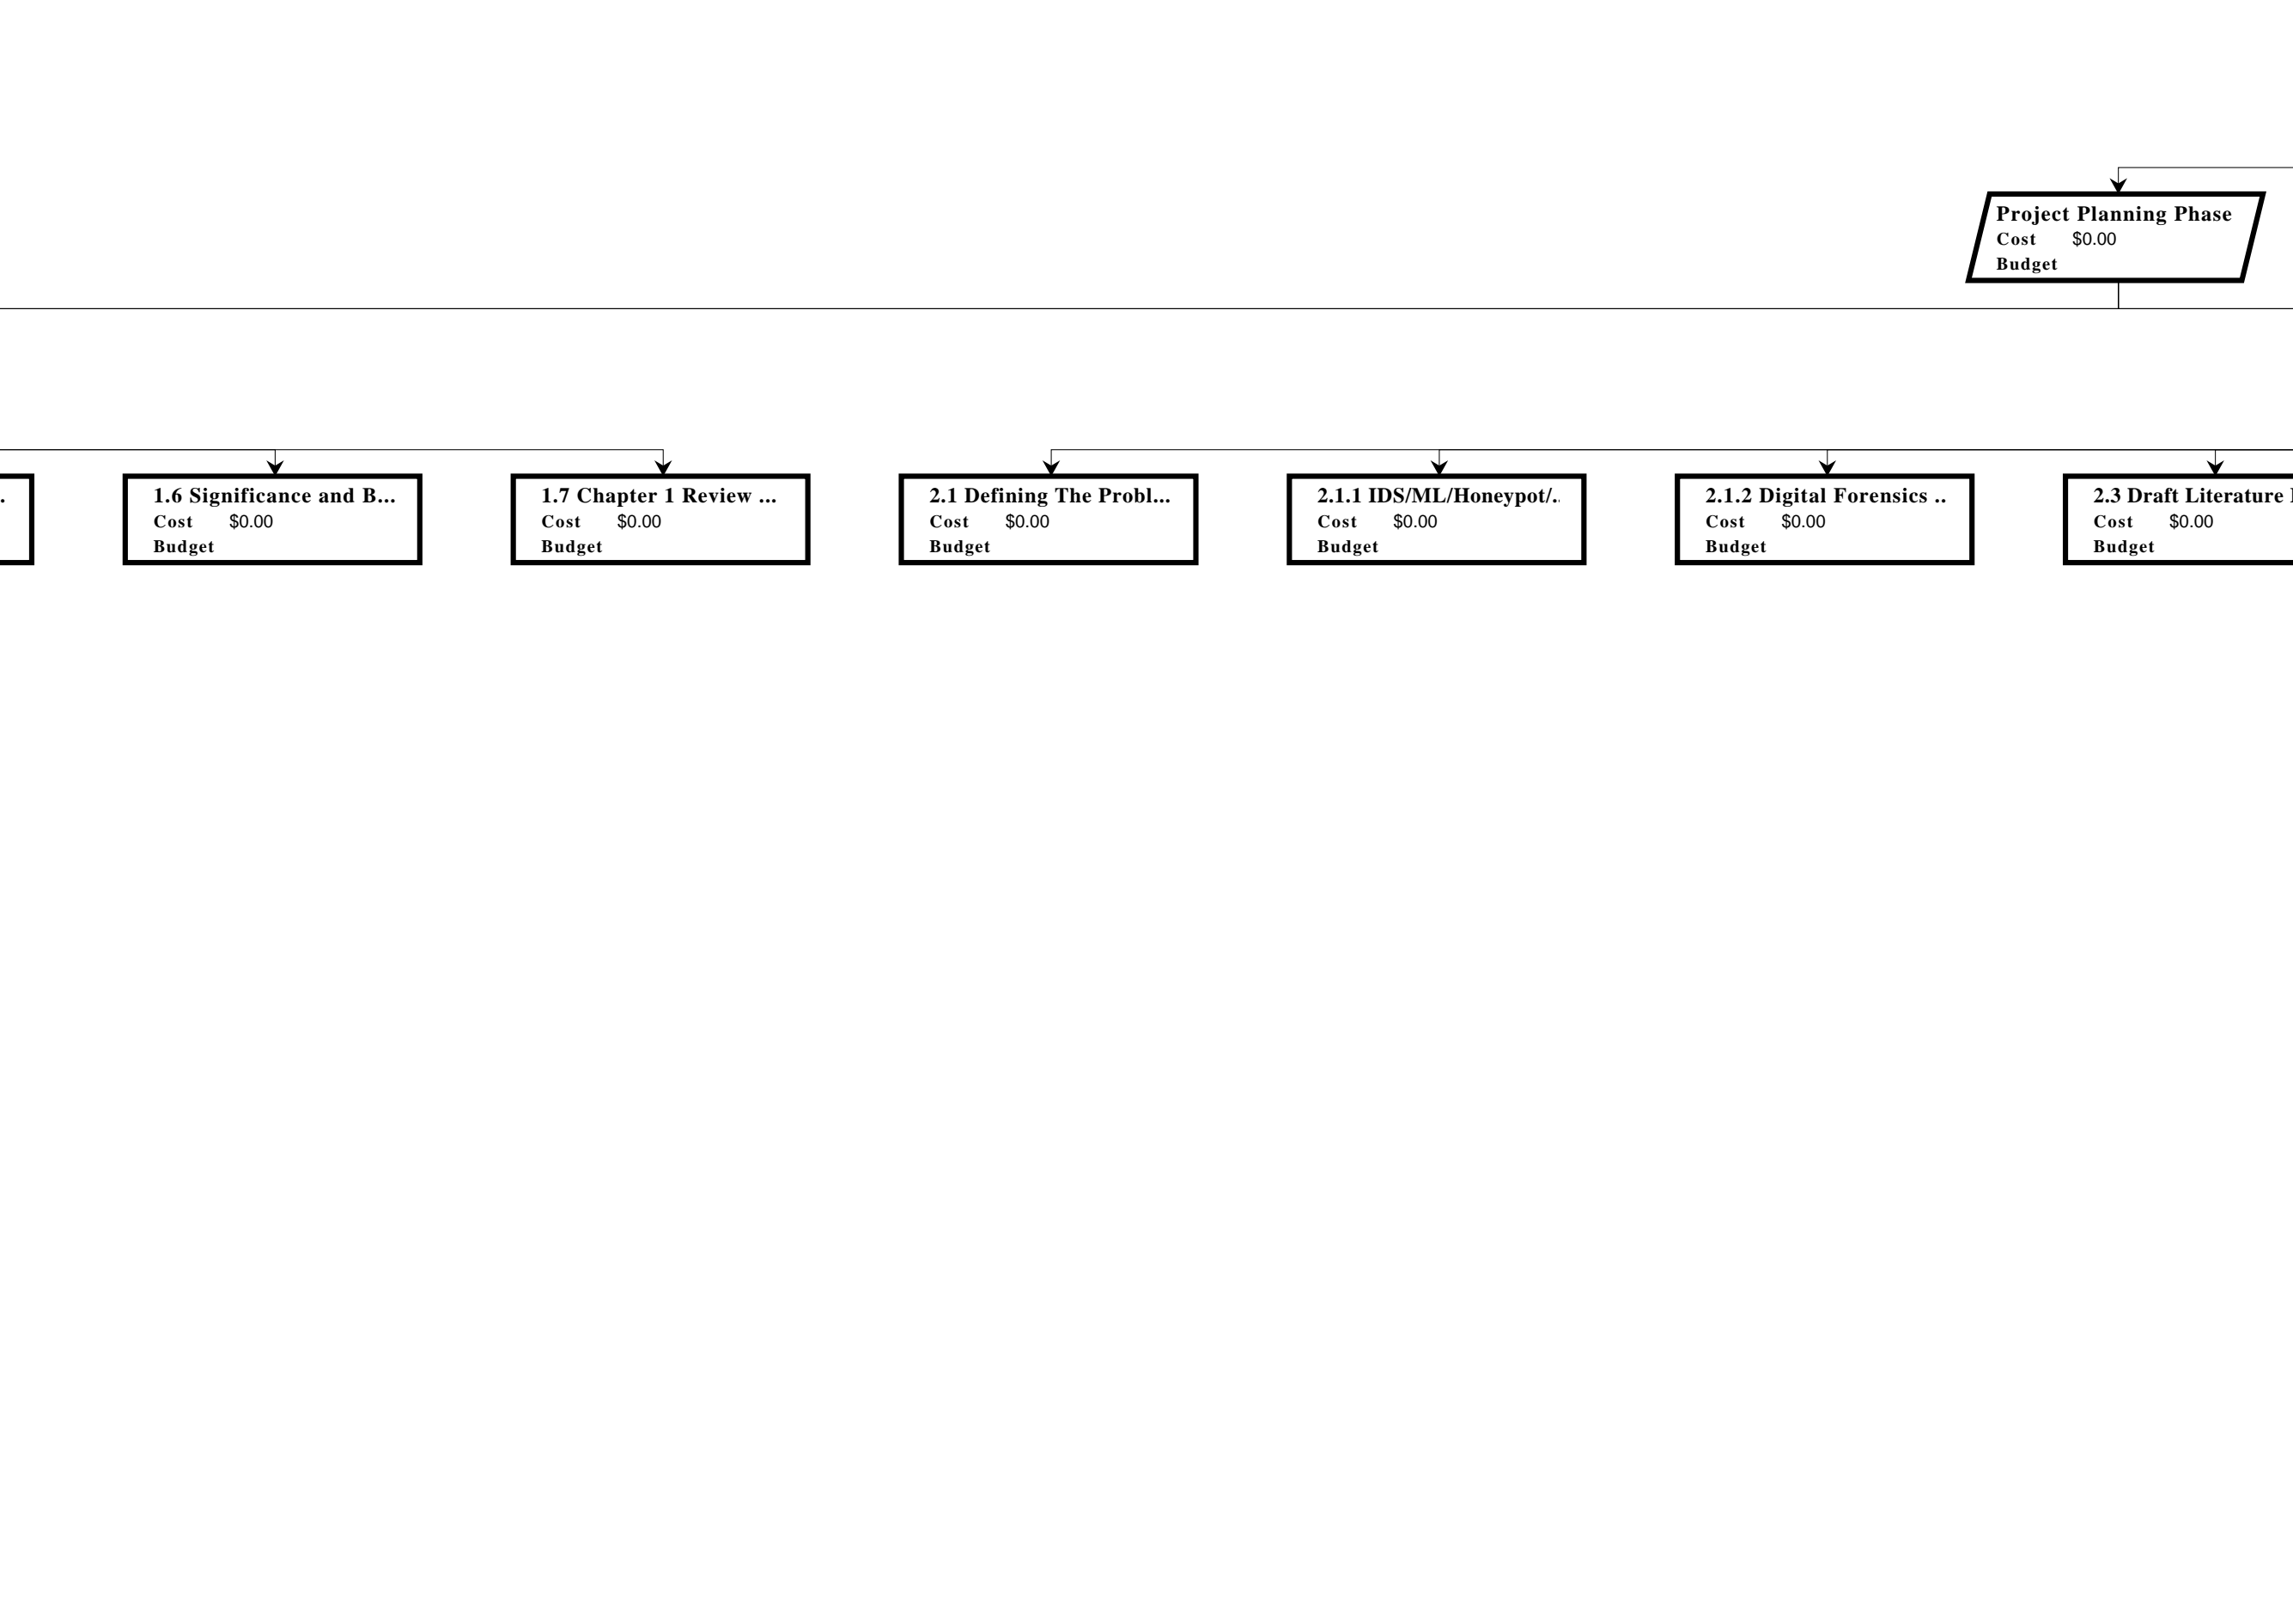 Project Planning Phase
Cost $0.00
Budget
.
1.6 Significance and B...
Cost $0.00
Budget
1.7 Chapter 1 Review ...
Cost $0.00
Budget
2.1 Defining The Probl...
Cost $0.00
Budget
2.1.1 IDS/ML/Honeypot/..
Cost $0.00
Budget
2.1.2 Digital Forensics ..
Cost $0.00
Budget
2.3 Draft Literature
Cost $0.00
Budget